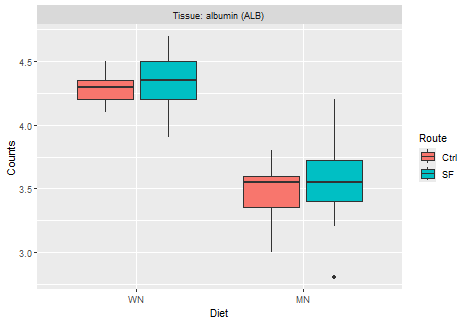 Tissue: albumin (ALB)
4.5
4.0
3.5
3.0
Counts
WN
MN
Diet
Route
Ctrl
SF